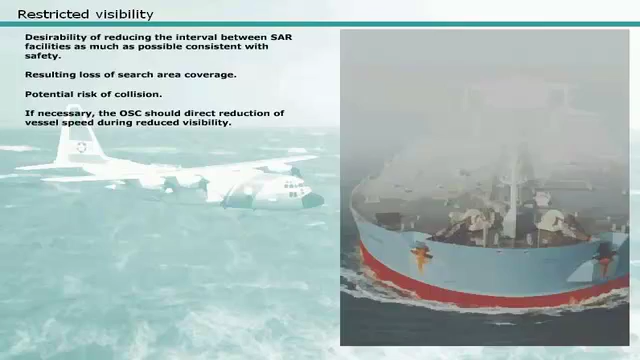 Restricted visibility
Desirability of reducing the interval between SAR
facilities as much as possible consistent with
safety.
Resulting loss of search area coverage.
Potential risk of collision.
If necessary, the OSC should direct reduction of
vessel speed during reduced visibility.